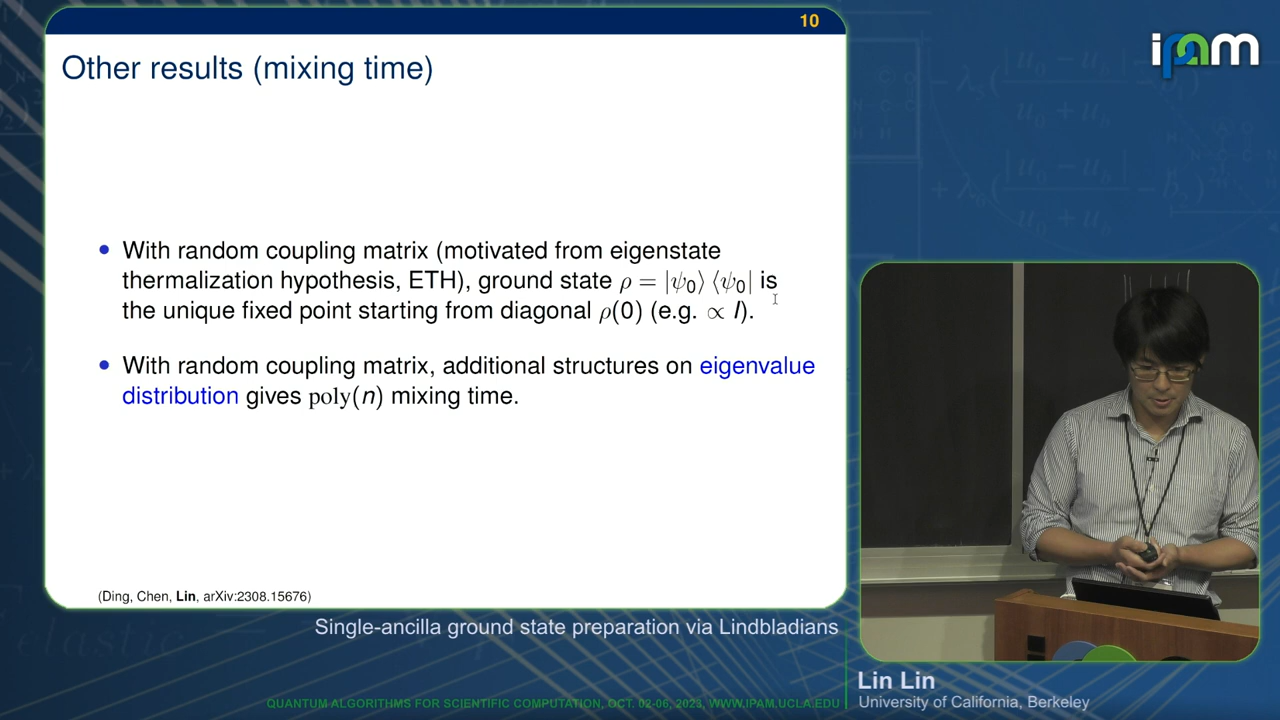 10
ipam
Other results (mixing time)
• With random coupling matrix (motivated from eigenstate
thermalization hypothesis, ETH), ground state ρ = |ψ₀⟩ ⟨ψ₀| is
the unique fixed point starting from diagonal ρ(0) (e.g. ∝ I).
• With random coupling matrix, additional structures on eigenvalue
distribution gives poly(n) mixing time.
(Ding, Chen, Lin, arXiv:2308.15676)
Single-ancilla ground state preparation via Lindbladians
Lin Lin
University of California, Berkeley
QUANTUM ALGORITHMS FOR SCIENTIFIC COMPUTATION, OCT. 02-06, 2023, WWW.IPAM.UCLA.EDU